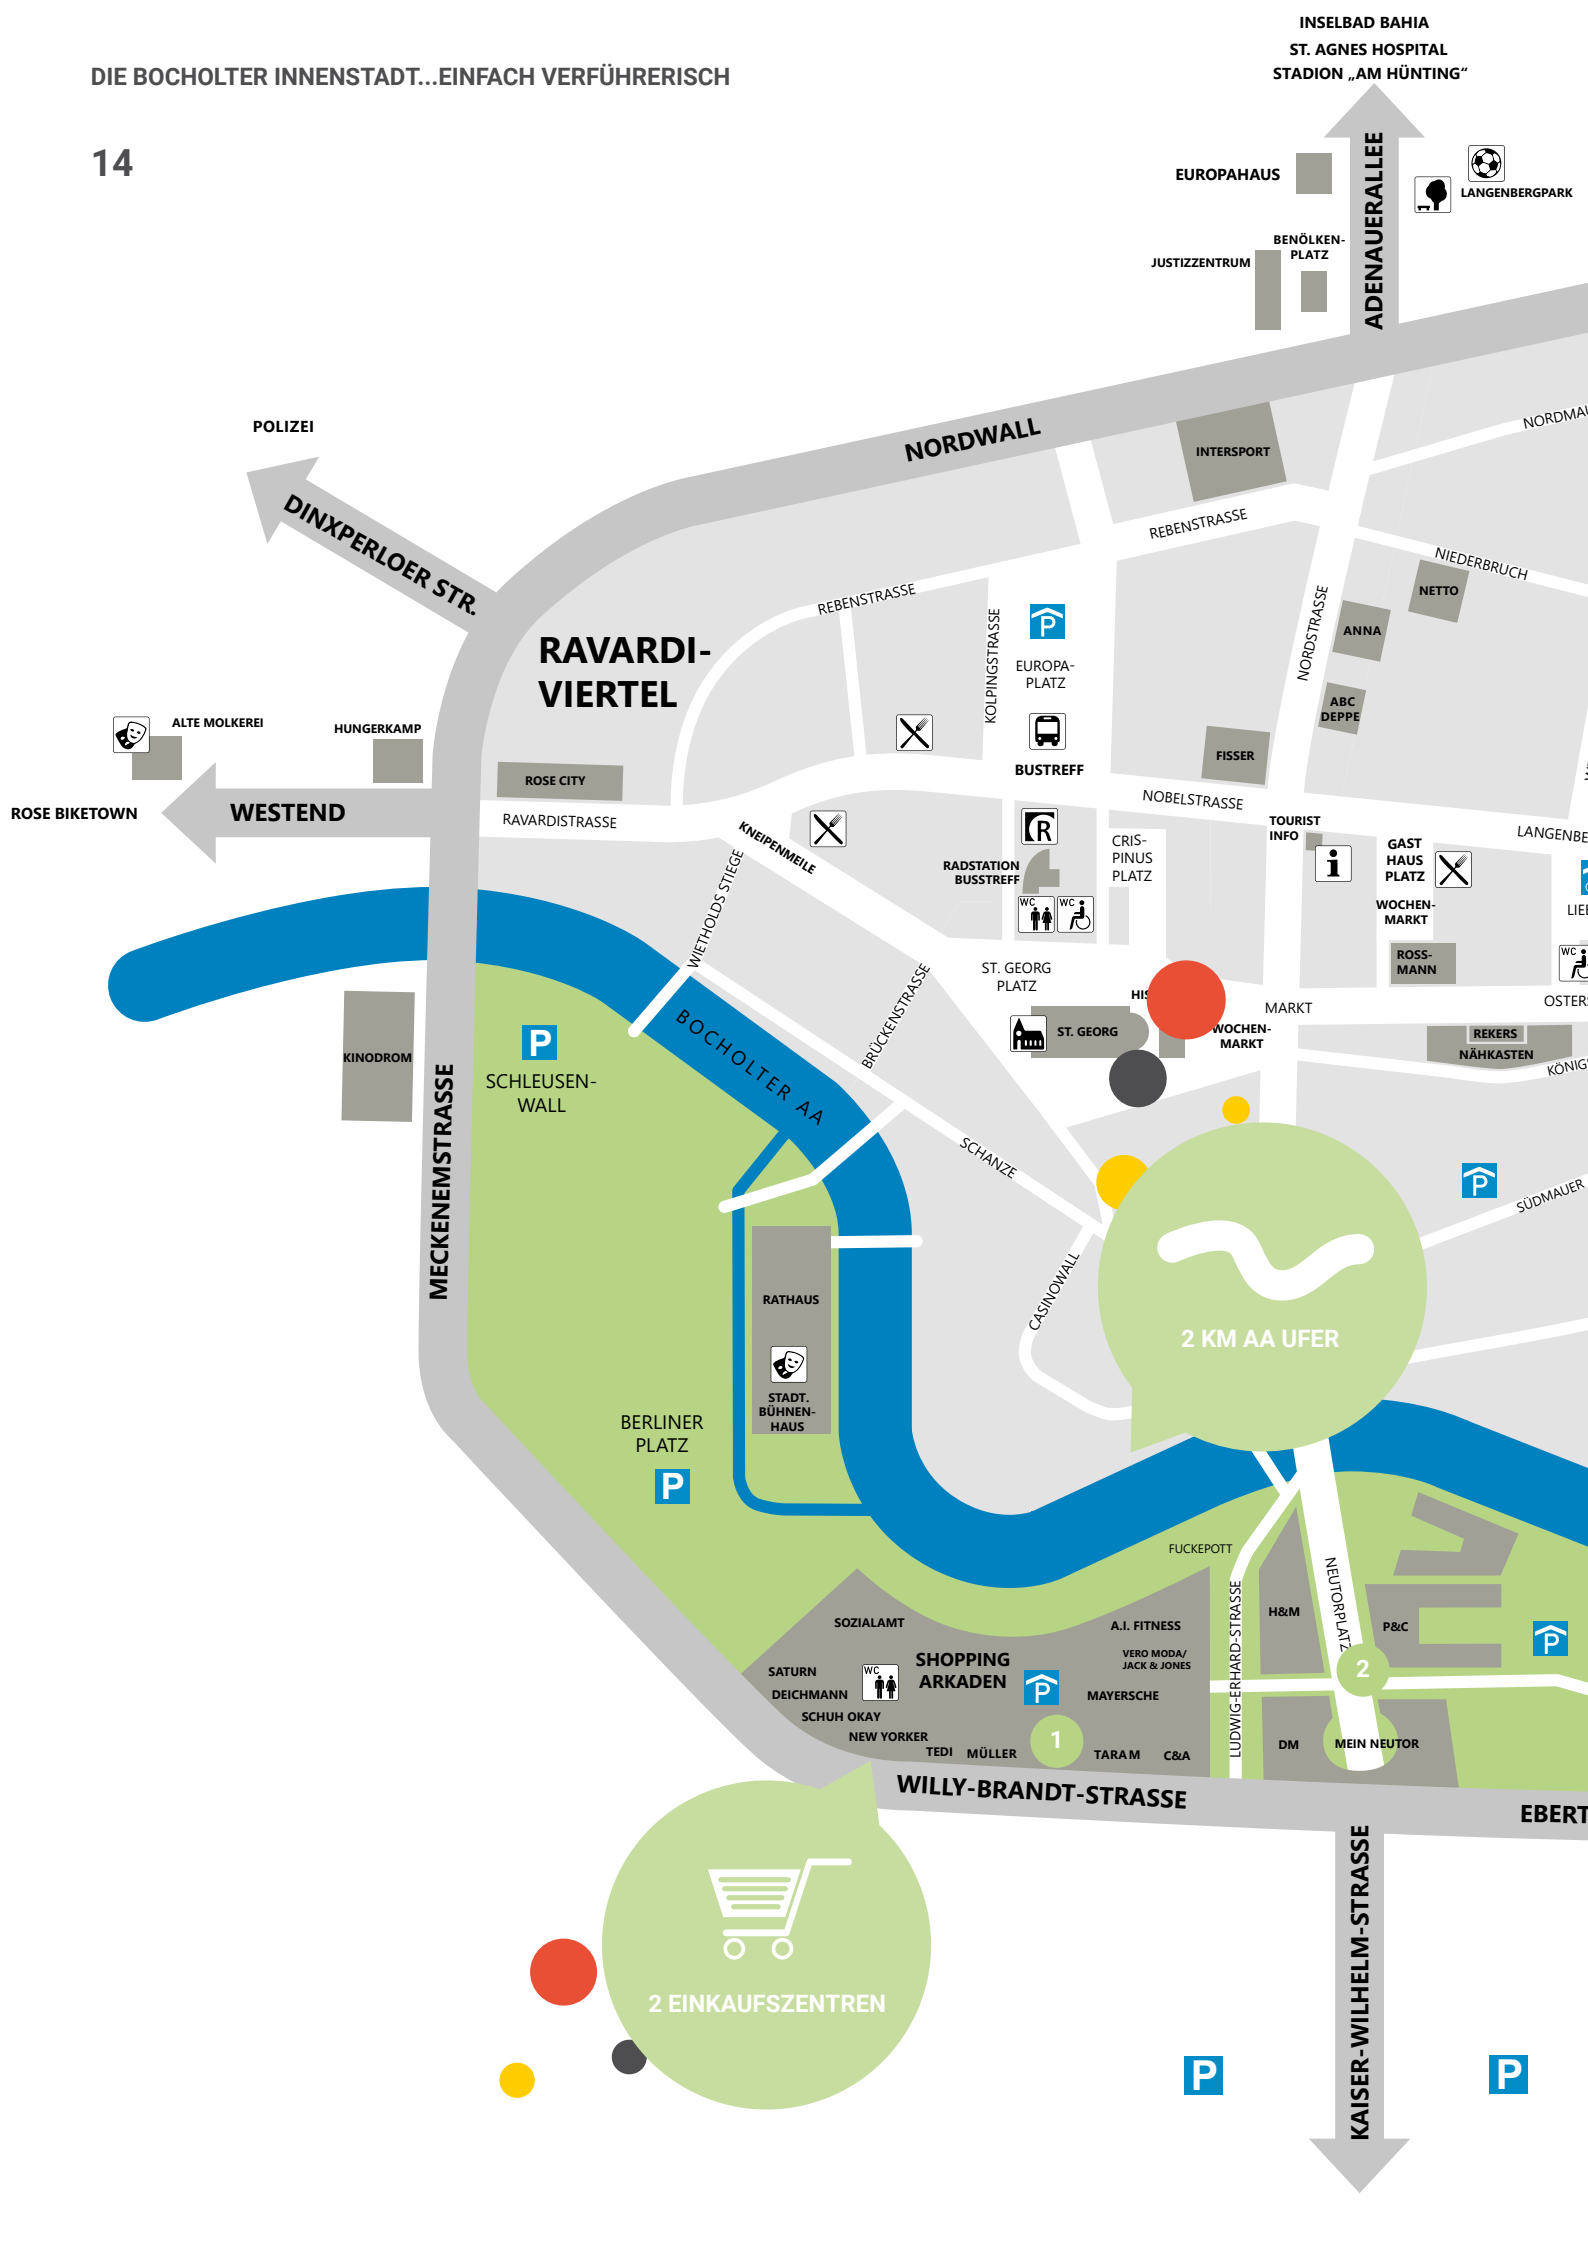 INSELBAD BAHIA
ST. AGNES HOSPITAL
STADION „AM HÜNTING“
DIE BOCHOLTER INNENSTADT...EINFACH VERFÜHRERISCH
14
EUROPAHAUS
ADENAUERALLEE
LANGENBERGPARK
BENÖLKEN-
PLATZ
JUSTIZZENTRUM
POLIZEI
NORDWALL
INTERSPORT
DINXPERLOER STR.
REBENSTRASSE
NIEDERBRUCH
NETTO
REBENSTRASSE
NORDSTRASSE
ANNA
KOLPINGSTRASSE
P
EUROPA-
PLATZ
RAVARDI-
VIERTEL
ABC
DEPPE
ALTE MOLKEREI
HUNGERKAMP
FISSER
BUSTREFF
ROSE CITY
NOBELSTRASSE
ROSE BIKETOWN
WESTEND
RAVARDISTRASSE
KNEIPENMEILE
R
TOURIST
INFO
i
CRIS-
PINUS
PLATZ
GAST
HAUS
PLATZ
RADSTATION
BUSSTREFF
WIETHOLDS STIEGE
WC
WC
WOCHEN-
MARKT
WC
ROSS-
MANN
ST. GEORG
PLATZ
BRÜCKENSTRASSE
MARKT
ST. GEORG
WOCHEN-
MARKT
REKERS
NÄHKASTEN
KINODROM
P
SCHLEUSEN-
WALL
BOCHOLTER AA
MECKENEMSTRASSE
SCHANZE
P
SÜDMAUER
CASINOWALL
RATHAUS
2 KM AA UFER
STADT.
BÜHNEN-
HAUS
BERLINER
PLATZ
P
FUCKEPOTT
LUDWIG-ERHARD-STRASSE
NEUTORPLATZ
H&M
P&C
P
SOZIALAMT
A.I. FITNESS
SHOPPING
ARKADEN
VERO MODA/
JACK & JONES
SATURN
WC
P
2
DEICHMANN
MAYERSCHE
SCHUH OKAY
NEW YORKER
1
TEDI
MÜLLER
TARAM
C&A
DM
MEIN NEUTOR
WILLY-BRANDT-STRASSE
EBERT
KAISER-WILHELM-STRASSE
2 EINKAUFSZENTREN
P
P